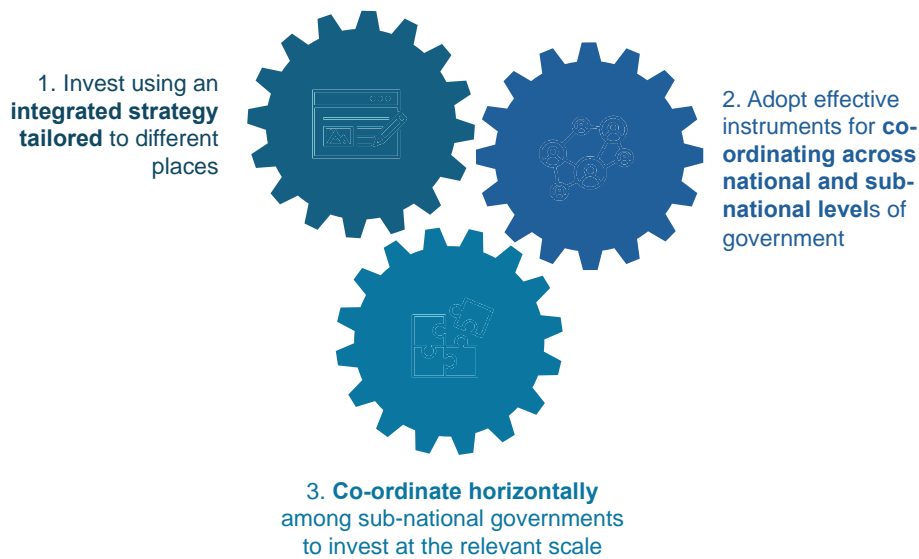 1. Invest using an
integrated strategy
tailored to different
places
2. Adopt effective
instruments for co-
ordinating across
national and sub-
national levels of
government
3. Co-ordinate horizontally
among sub-national governments
to invest at the relevant scale